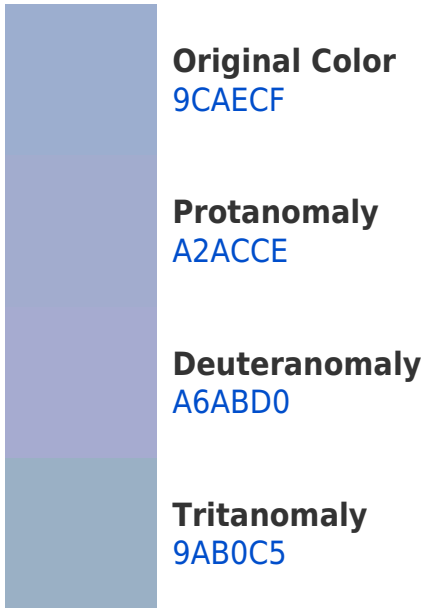 Original Color
9CAECF
Protanomaly
A2ACCE
Deuteranomaly
A6ABD0
Tritanomaly
9AB0C5